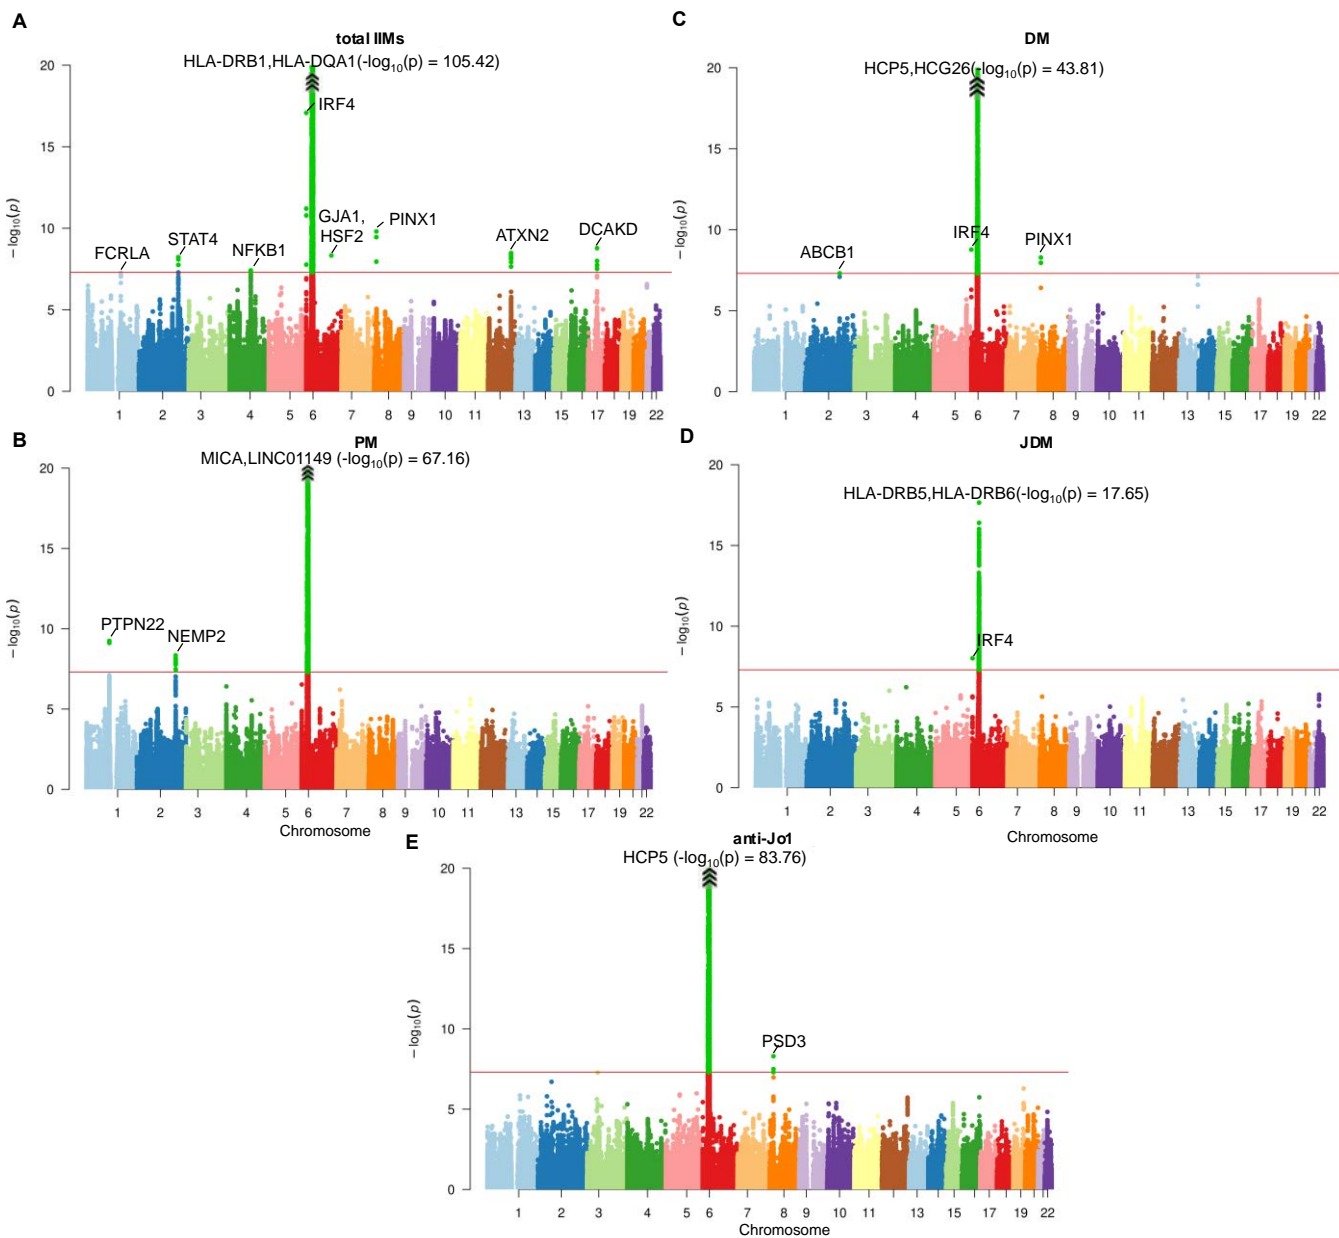 A
total IIMs
HLA-DRB1,HLA-DQA1(-log10(p) = 105.42)
IRF4
GJA1,
HSF2
PINX1
FCRLA
STAT4
NFKB1
ATXN2
DCAKD
− log10(p)
20
15
10
5
0
1 2 3 4 5 6 7 8 9 10 11 12 13 15 17 19 22
C
DM
HCP5,HCG26(-log10(p) = 43.81)
IRF4
PINX1
ABCB1
− log10(p)
20
15
10
5
0
1 2 3 4 5 6 7 8 9 10 11 13 15 17 19 22
B
PM
MICA,LINC01149 (-log10(p) = 67.16)
PTPN22
NEMP2
− log10(p)
20
15
10
5
0
1 2 3 4 5 6 7 8 9 10 11 13 15 17 19 22
Chromosome
D
JDM
HLA-DRB5,HLA-DRB6(-log10(p) = 17.65)
IRF4
− log10(p)
20
15
10
5
0
1 2 3 4 5 6 7 8 9 10 11 13 15 17 19 22
Chromosome
E
anti-Jo1
HCP5 (-log10(p) = 83.76)
PSD3
− log10(p)
20
15
10
5
0
1 2 3 4 5 6 7 8 9 10 11 13 15 17 19 22
Chromosome